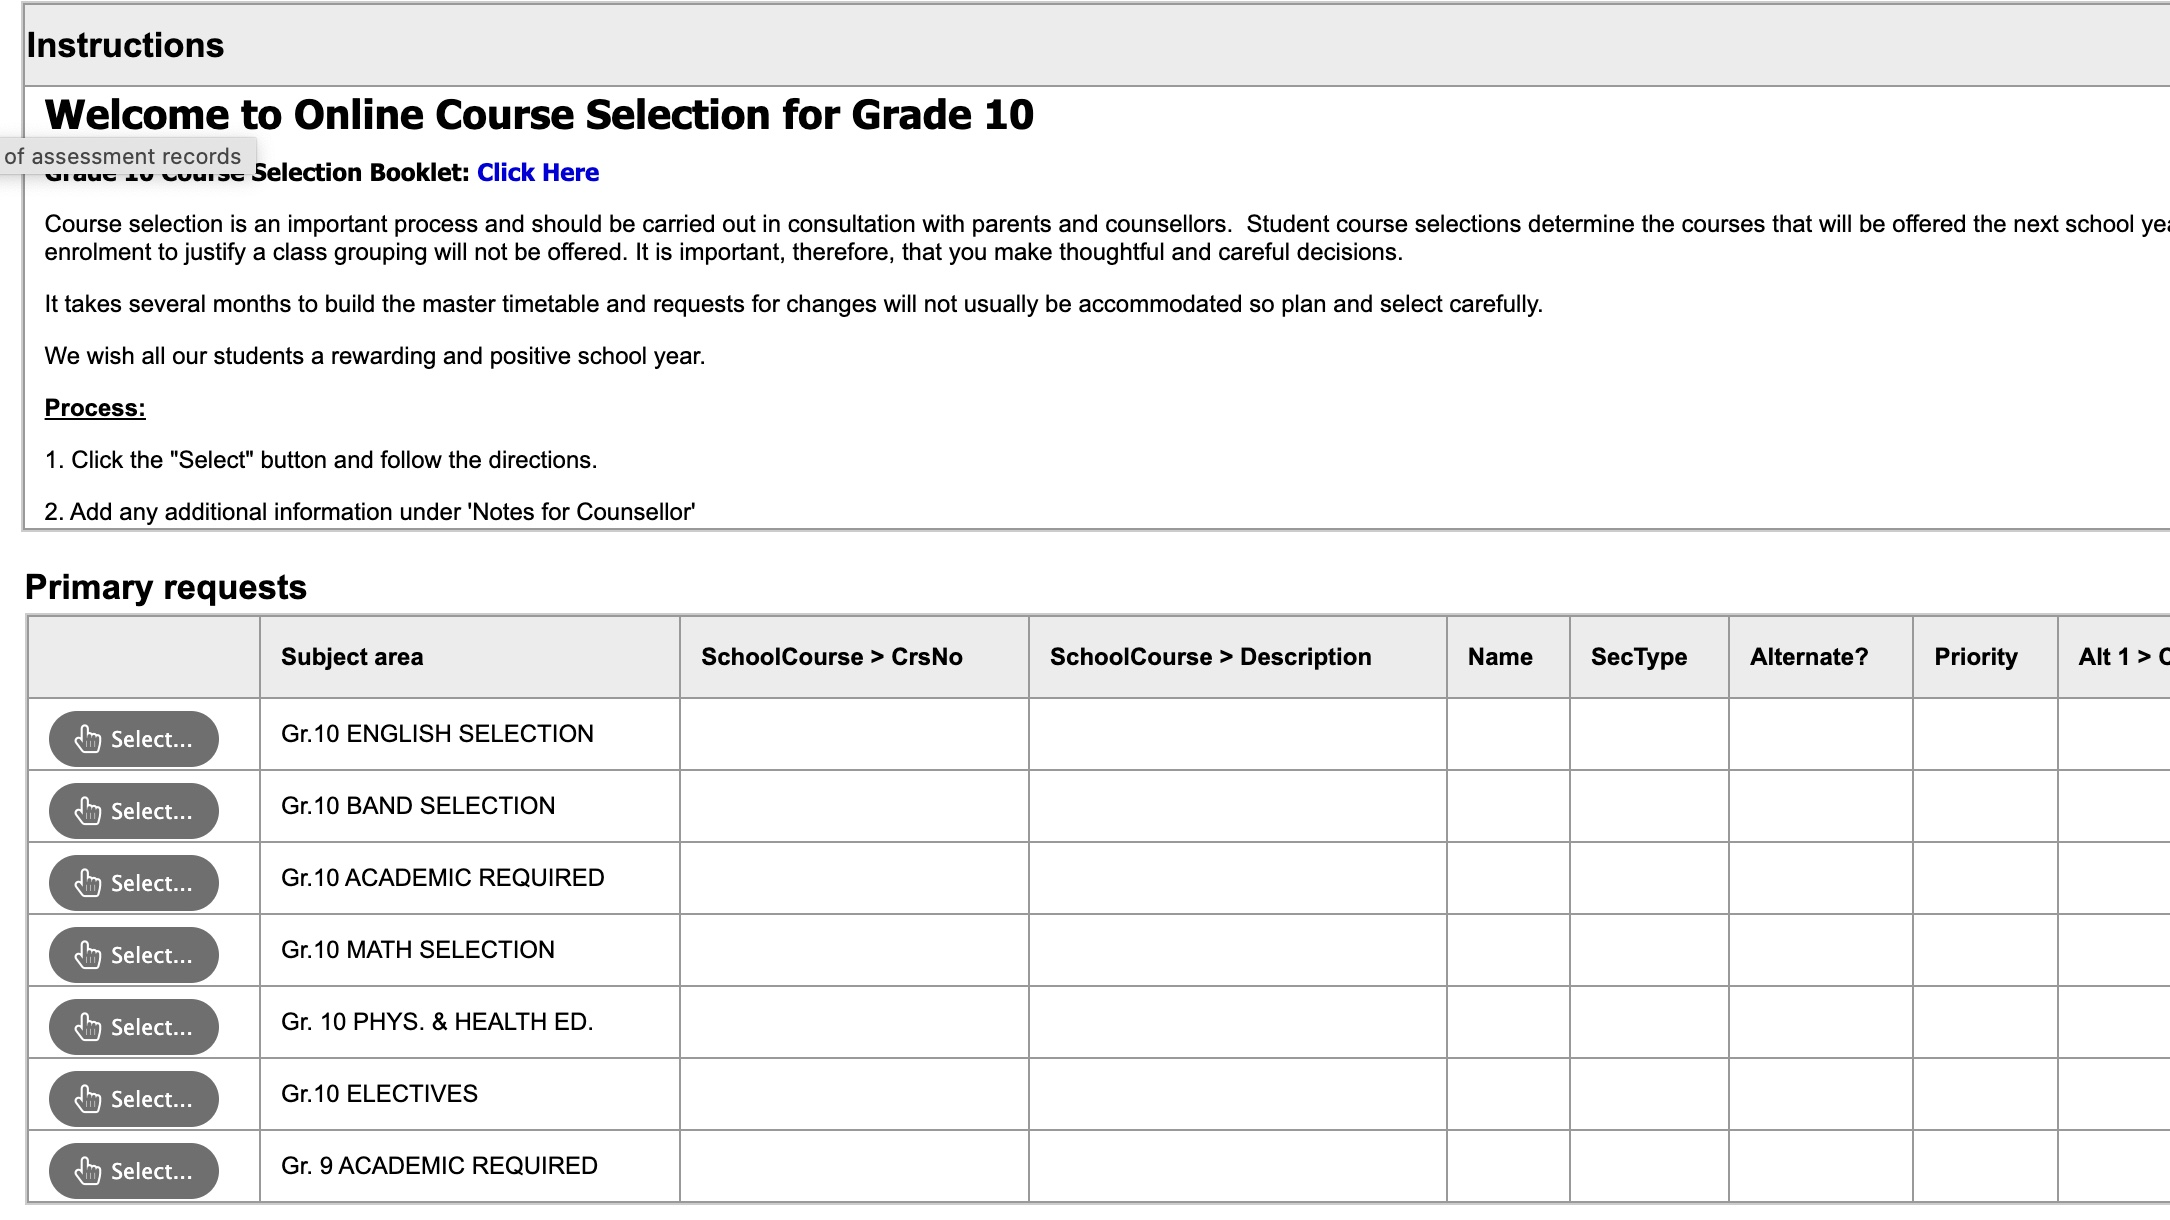 Instructions
Welcome to Online Course Selection for Grade 10
of assessment records
Grade 10 Course Selection Booklet: Click Here
Course selection is an important process and should be carried out in consultation with parents and counsellors.  Student course selections determine the courses that will be offered the next school
enrolment to justify a class grouping will not be offered. It is important, therefore, that you make thoughtful and careful decisions.
It takes several months to build the master timetable and requests for changes will not usually be accommodated so plan and select carefully.
We wish all our students a rewarding and positive school year.
Process:
1. Click the "Select" button and follow the directions.
2. Add any additional information under 'Notes for Counsellor'
Primary requests
Subject area SchoolCourse > CrsNo SchoolCourse > Description Name SecType Alternate? Priority Alt 1 >
Select... Gr.10 ENGLISH SELECTION
Select... Gr.10 BAND SELECTION
Select... Gr.10 ACADEMIC REQUIRED
Select... Gr.10 MATH SELECTION
Select... Gr. 10 PHYS. & HEALTH ED.
Select... Gr.10 ELECTIVES
Select... Gr. 9 ACADEMIC REQUIRED